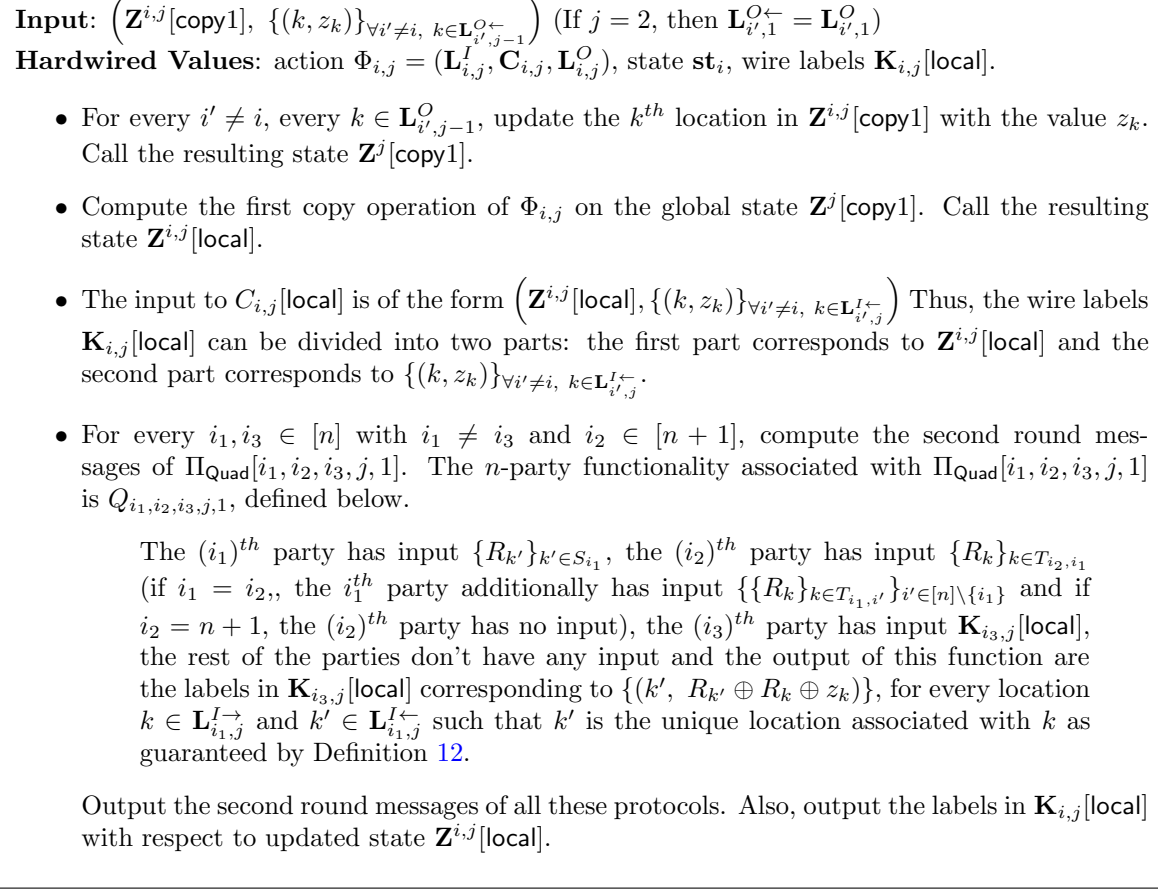 Input: (Z^{i,j}[copy1], {(k, z_k)}_{∀i'≠i, k∈L^{O←}_{i',j−1}}) (If j = 2, then L^{O←}_{i',1} = L^O_{i',1})
Hardwired Values: action Φ_{i,j} = (L^I_{i,j}, C_{i,j}, L^O_{i,j}), state st_i, wire labels K_{i,j}[local].
• For every i' ≠ i, every k ∈ L^O_{i',j−1}, update the k^{th} location in Z^{i,j}[copy1] with the value z_k.
Call the resulting state Z^j[copy1].
• Compute the first copy operation of Φ_{i,j} on the global state Z^j[copy1]. Call the resulting
state Z^{i,j}[local].
• The input to C_{i,j}[local] is of the form (Z^{i,j}[local], {(k, z_k)}_{∀i'≠i, k∈L^{I←}_{i',j}}) Thus, the wire labels
K_{i,j}[local] can be divided into two parts: the first part corresponds to Z^{i,j}[local] and the
second part corresponds to {(k, z_k)}_{∀i'≠i, k∈L^{I←}_{i',j}}.
• For every i_1, i_3 ∈ [n] with i_1 ≠ i_3 and i_2 ∈ [n + 1], compute the second round mes-
sages of Π_{Quad}[i_1, i_2, i_3, j, 1]. The n-party functionality associated with Π_{Quad}[i_1, i_2, i_3, j, 1]
is Q_{i_1,i_2,i_3,j,1}, defined below.
The (i_1)^{th} party has input {R_{k'}}_{k'∈S_{i_1}}, the (i_2)^{th} party has input {R_k}_{k∈T_{i_2,i_1}}
(if i_1 = i_2,, the i_1^{th} party additionally has input {{R_k}_{k∈T_{i_1,i'}}}_{i'∈[n]\{i_1}} and if
i_2 = n + 1, the (i_2)^{th} party has no input), the (i_3)^{th} party has input K_{i_3,j}[local],
the rest of the parties don't have any input and the output of this function are
the labels in K_{i_3,j}[local] corresponding to {(k', R_{k'} ⊕ R_k ⊕ z_k)}, for every location
k ∈ L^{I→}_{i_1,j} and k' ∈ L^{I←}_{i_1,j} such that k' is the unique location associated with k as
guaranteed by Definition 12.
Output the second round messages of all these protocols. Also, output the labels in K_{i,j}[local]
with respect to updated state Z^{i,j}[local].